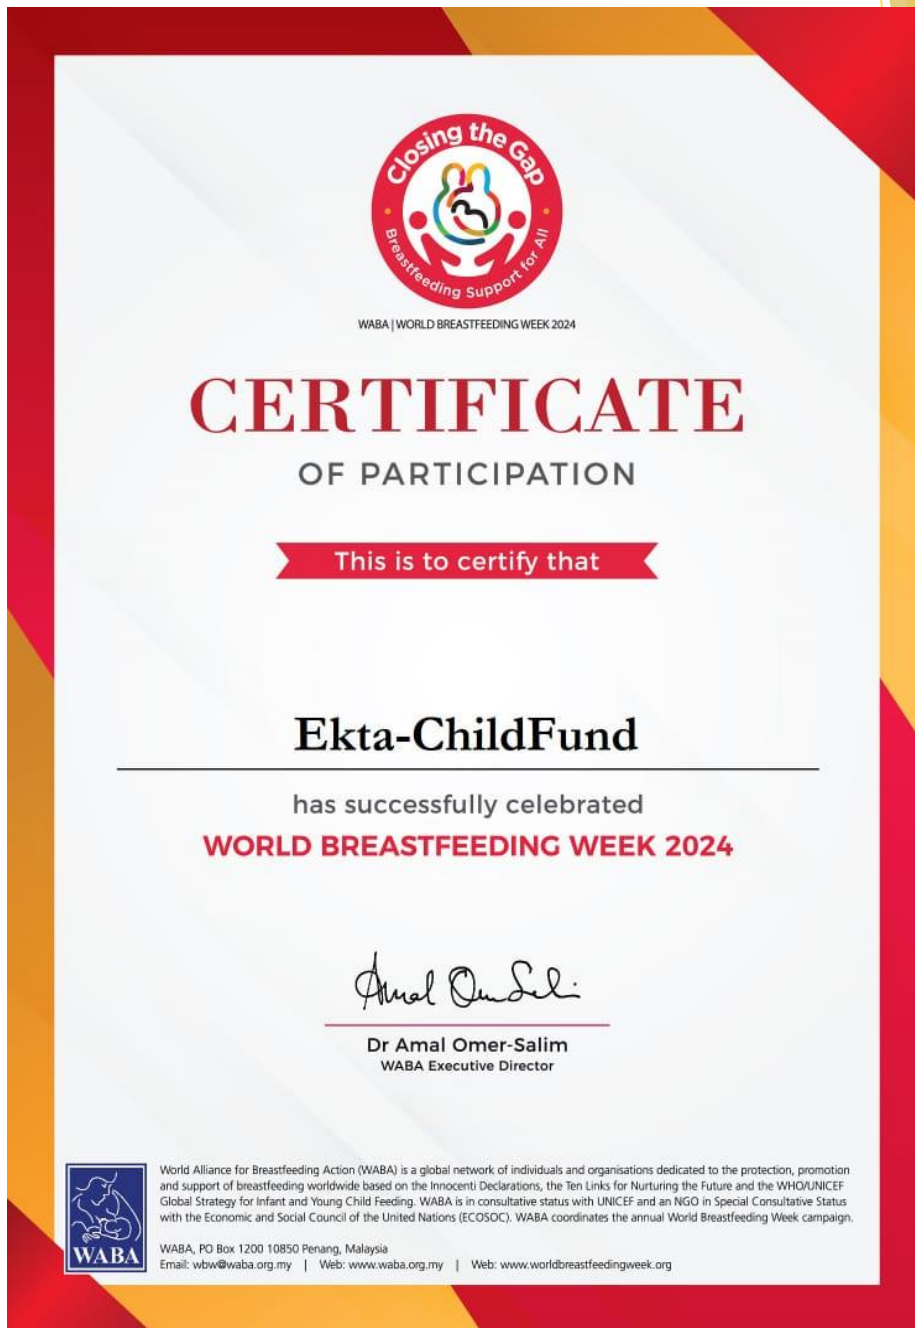 Closing the Gap
Breastfeeding Support for All
WABA | WORLD BREASTFEEDING WEEK 2024
CERTIFICATE
OF PARTICIPATION
This is to certify that
Ekta-ChildFund
has successfully celebrated
WORLD BREASTFEEDING WEEK 2024
Amal Omer-Salim
Dr Amal Omer-Salim
WABA Executive Director
World Alliance for Breastfeeding Action (WABA) is a global network of individuals and organisations dedicated to the protection, promotion
and support of breastfeeding worldwide based on the Innocenti Declarations, the Ten Links for Nurturing the Future and the WHO/UNICEF
Global Strategy for Infant and Young Child Feeding. WABA is in consultative status with UNICEF and an NGO in Special Consultative Status
with the Economic and Social Council of the United Nations (ECOSOC). WABA coordinates the annual World Breastfeeding Week campaign.
WABA
WABA, PO Box 1200 10850 Penang, Malaysia
Email: wbw@waba.org.my | Web: www.waba.org.my | Web: www.worldbreastfeedingweek.org